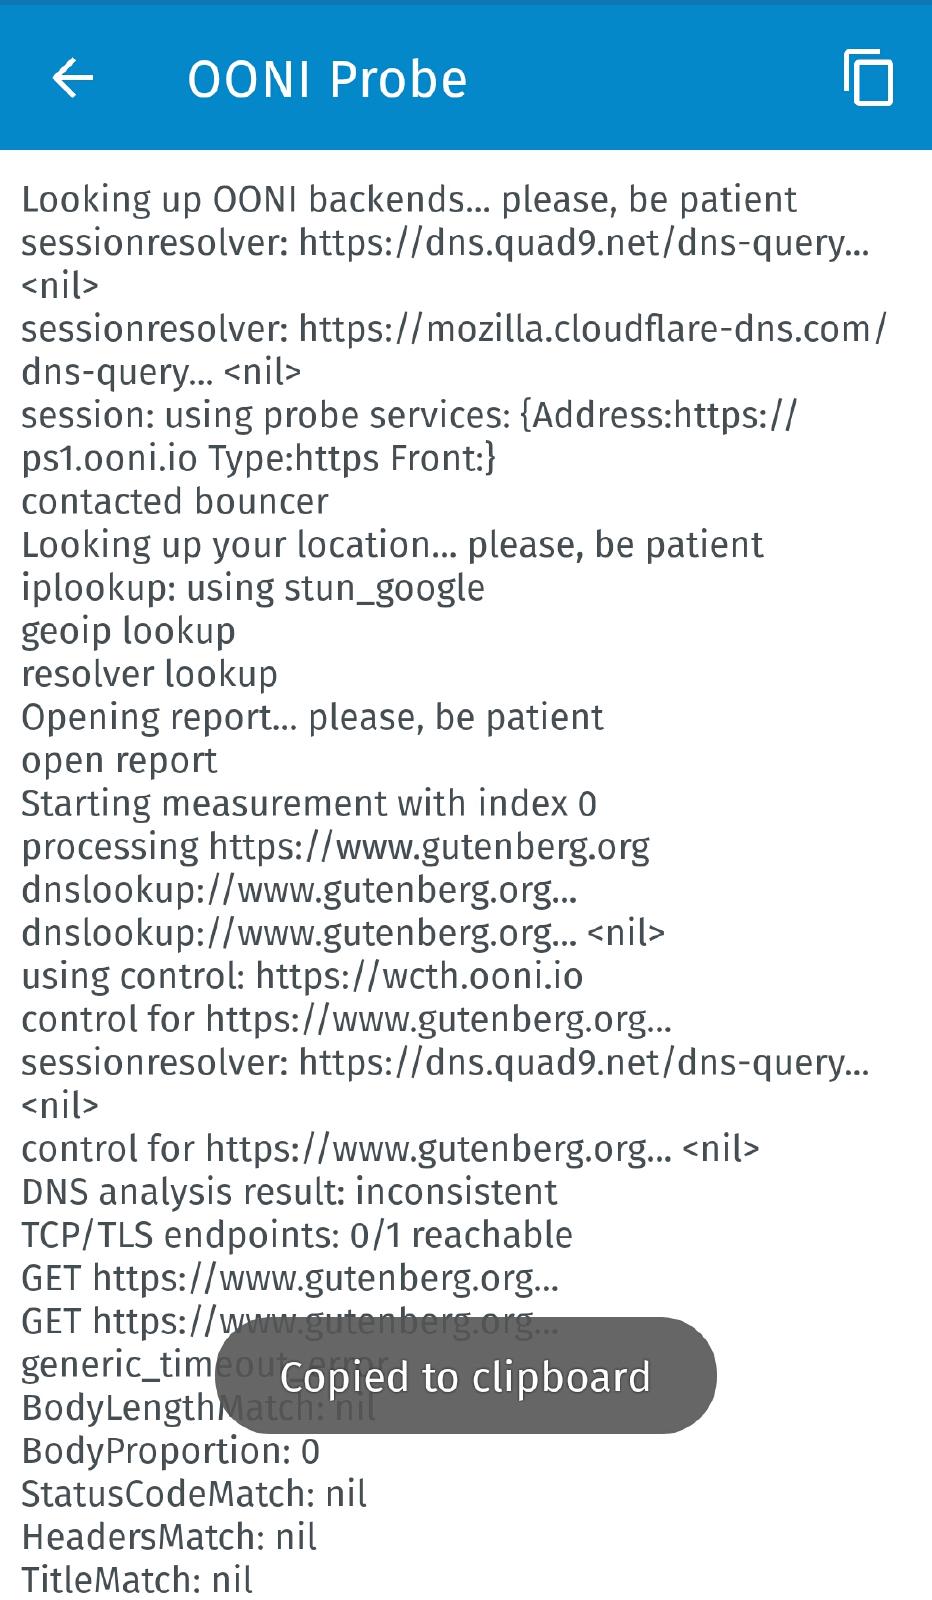 OONI Probe
Looking up OONI backends... please, be patient
sessionresolver: https://dns.quad9.net/dns-query...
<nil>
sessionresolver: https://mozilla.cloudflare-dns.com/
dns-query... <nil>
session: using probe services: {Address:https://
ps1.ooni.io Type:https Front:}
contacted bouncer
Looking up your location... please, be patient
iplookup: using stun_google
geoip lookup
resolver lookup
Opening report... please, be patient
open report
Starting measurement with index 0
processing https://www.gutenberg.org
dnslookup://www.gutenberg.org...
dnslookup://www.gutenberg.org... <nil>
using control: https://wcth.ooni.io
control for https://www.gutenberg.org...
sessionresolver: https://dns.quad9.net/dns-query...
<nil>
control for https://www.gutenberg.org... <nil>
DNS analysis result: inconsistent
TCP/TLS endpoints: 0/1 reachable
GET https://www.gutenberg.org...
GET https://www.gutenberg.org...
generic_timeout_error
Copied to clipboard
BodyLengthMatch: nil
BodyProportion: 0
StatusCodeMatch: nil
HeadersMatch: nil
TitleMatch: nil